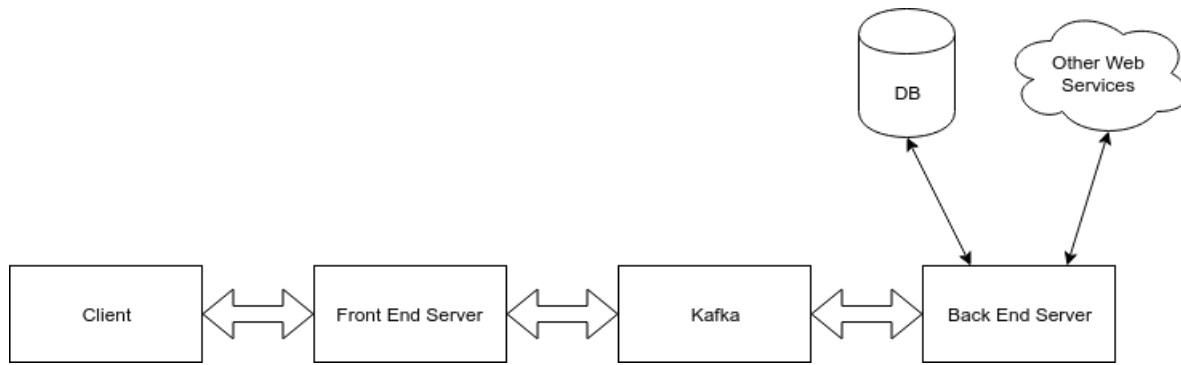 DB
Other Web
Services
Client
Front End Server
Kafka
Back End Server